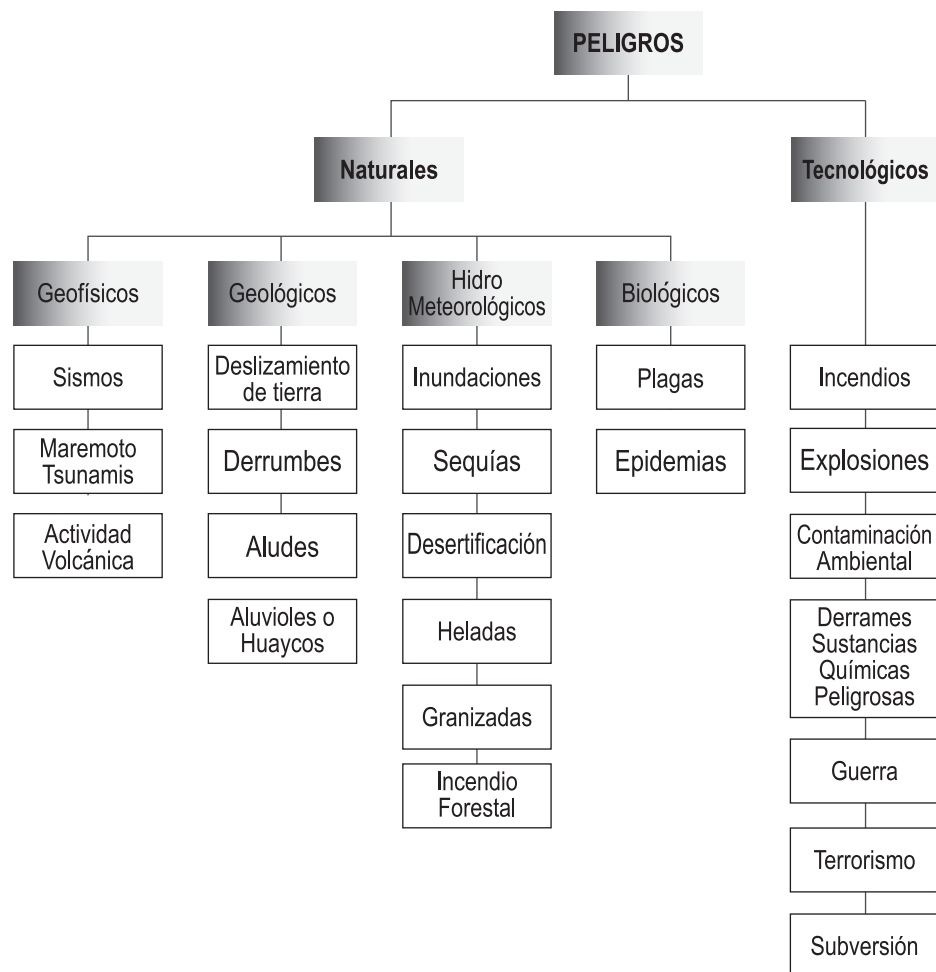 PELIGROS
Naturales
Tecnológicos
Geofísicos
Geológicos
Hidro
Meteorológicos
Biológicos
Sismos
Maremoto
Tsunamis
Actividad
Volcánica
Deslizamiento
de tierra
Derrumbes
Aludes
Aluvioles o
Huaycos
Inundaciones
Sequías
Desertificación
Heladas
Granizadas
Incendio
Forestal
Plagas
Epidemias
Incendios
Explosiones
Contaminación
Ambiental
Derrames
Sustancias
Químicas
Peligrosas
Guerra
Terrorismo
Subversión